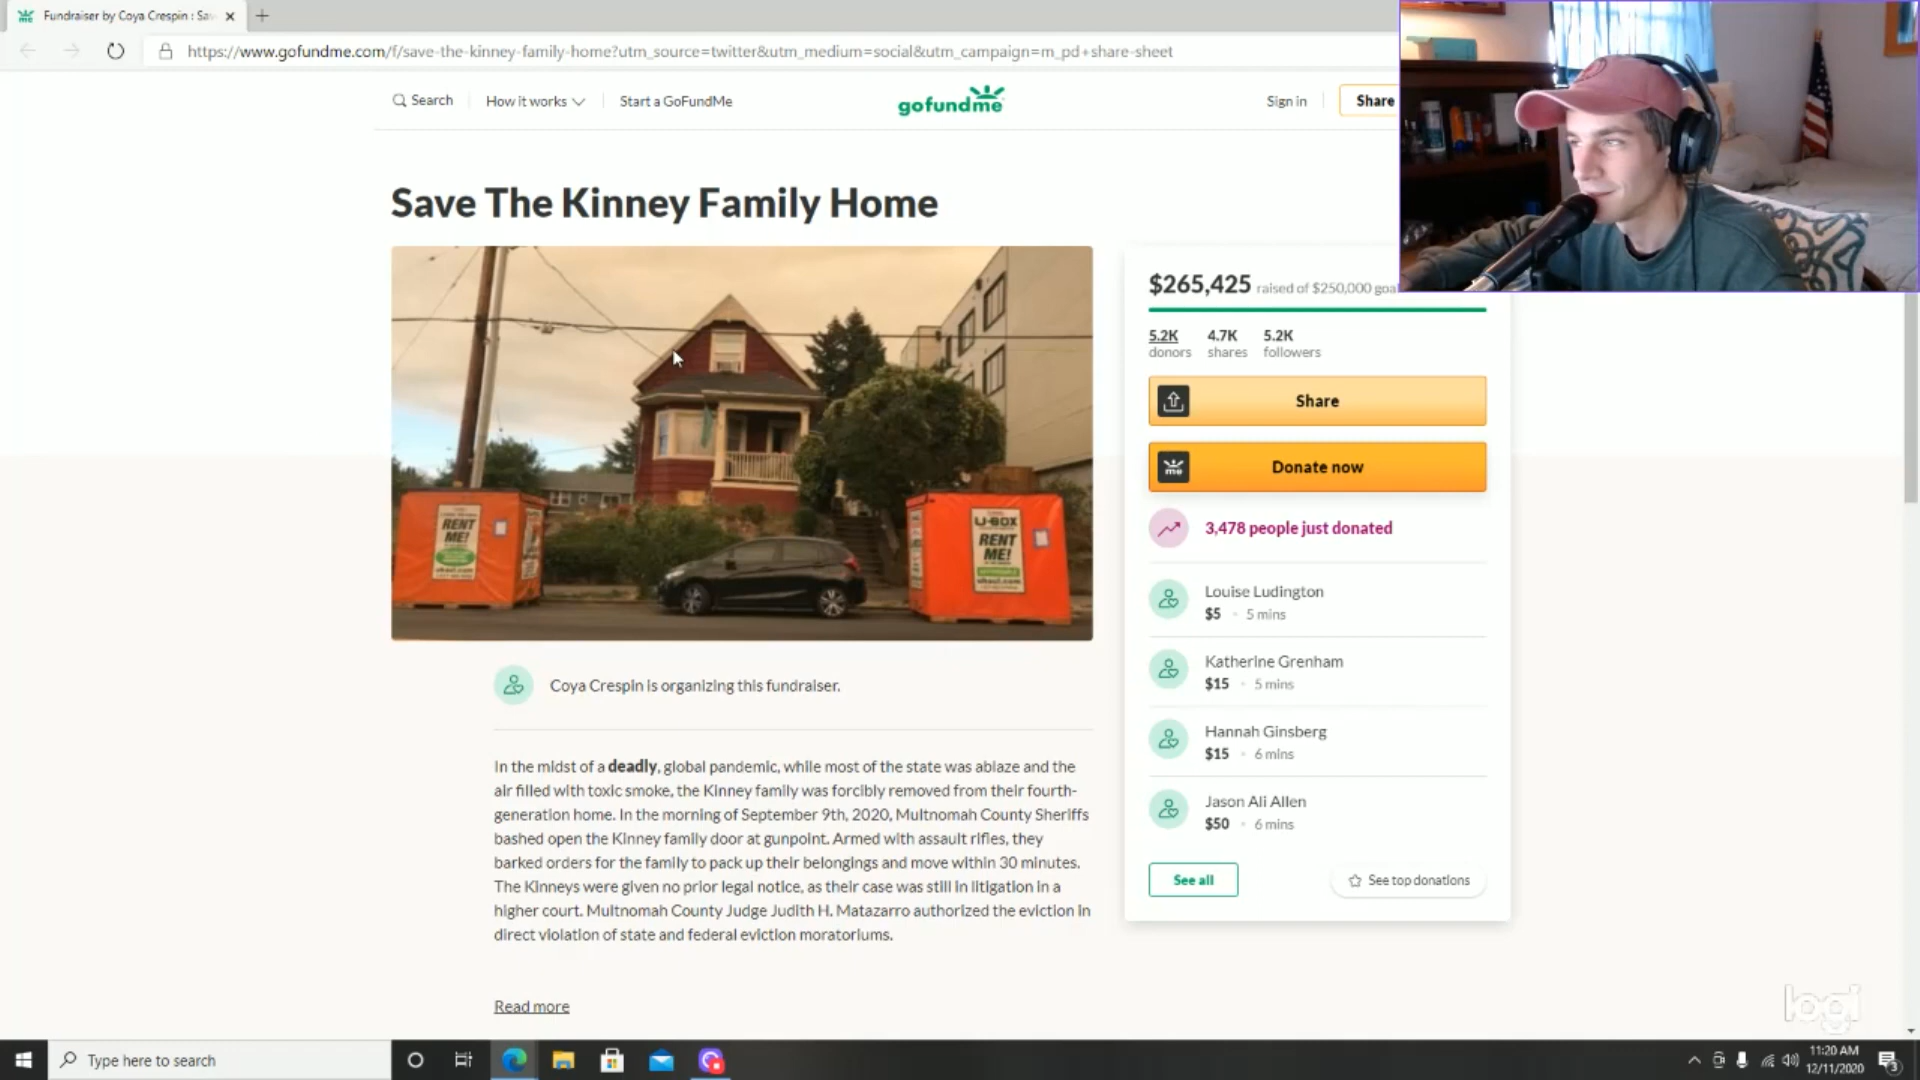 Fundraiser by Coya Crespin : Sav
https://www.gofundme.com/f/save-the-kinney-family-home?utm_source=twitter&utm_medium=social&utm_campaign=m_pd+share-sheet
Search
How it works
Start a GoFundMe
gofundme
Sign in
Share
Save The Kinney Family Home
RENT
ME!
U-BOX
RENT
ME!
$265,425 raised of $250,000 goa
5.2K
4.7K
5.2K
donors
shares
followers
Share
me
Donate now
3,478 people just donated
Louise Ludington
$5 • 5 mins
Katherine Grenham
$15 • 5 mins
Hannah Ginsberg
$15 • 6 mins
Jason Ali Allen
$50 • 6 mins
See all
See top donations
Coya Crespin is organizing this fundraiser.
In the midst of a deadly, global pandemic, while most of the state was ablaze and the
air filled with toxic smoke, the Kinney family was forcibly removed from their fourth-
generation home. In the morning of September 9th, 2020, Multnomah County Sheriffs
bashed open the Kinney family door at gunpoint. Armed with assault rifles, they
barked orders for the family to pack up their belongings and move within 30 minutes.
The Kinneys were given no prior legal notice, as their case was still in litigation in a
higher court. Multnomah County Judge Judith H. Matazarro authorized the eviction in
direct violation of state and federal eviction moratoriums.
Read more
logi
Type here to search
11:20 AM
12/11/2020
3